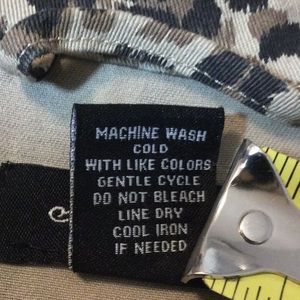 MACHINE WASH
COLD
WITH LIKE COLORS
GENTLE CYCLE
DO NOT BLEACH
LINE DRY
COOL IRON
IF NEEDED